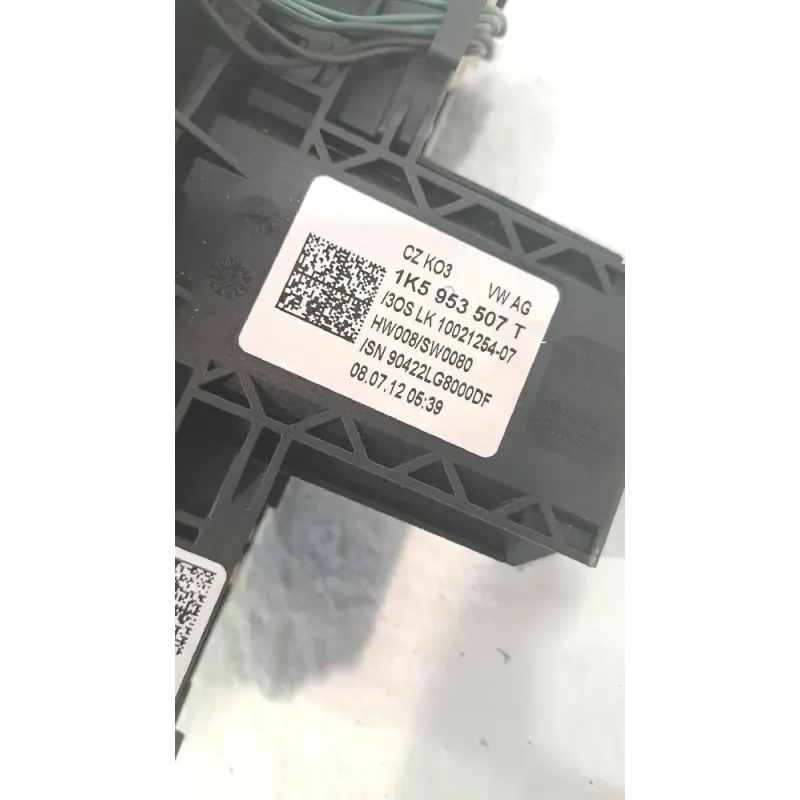 CZ KO3 VW AG
1K5 953 507 T
/3OS LK 10021254-07
HW008/SW0080
/SN 90422LG8000DF
08.07.12 05:39